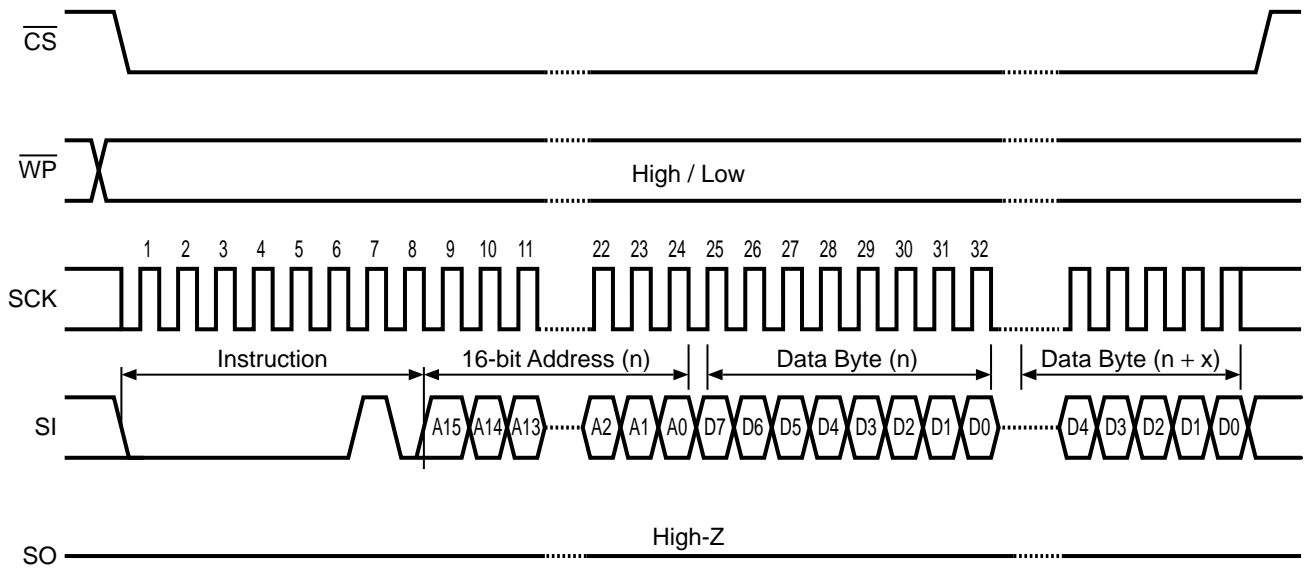 CS
WP
High / Low
1 2 3 4 5 6 7 8 9 10 11 22 23 24 25 26 27 28 29 30 31 32
SCK
Instruction 16-bit Address (n) Data Byte (n) Data Byte (n + x)
SI A15 A14 A13 A2 A1 A0 D7 D6 D5 D4 D3 D2 D1 D0 D4 D3 D2 D1 D0
High-Z
SO